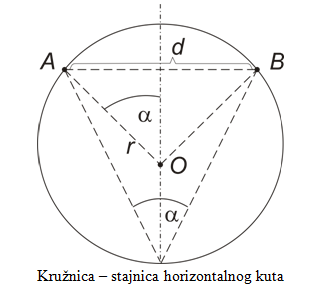 d
A
B
α
r
O
α
Kružnica – stajnica horizontalnog kuta